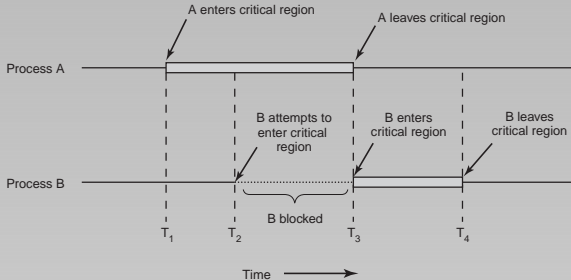 A enters critical region
A leaves critical region
Process A
B attempts to
enter critical
region
B enters
critical region
B leaves
critical region
Process B
B blocked
T1
T2
T3
T4
Time